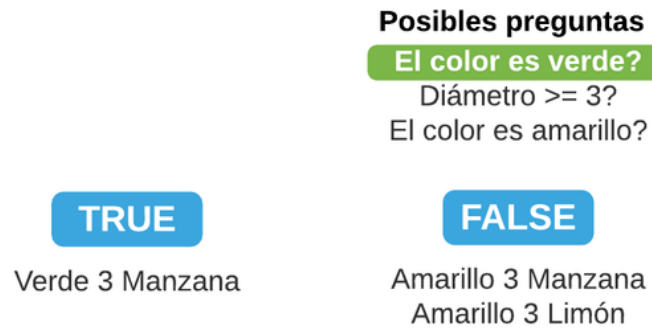 Posibles preguntas
El color es verde?
Diámetro >= 3?
El color es amarillo?
TRUE
FALSE
Verde 3 Manzana
Amarillo 3 Manzana
Amarillo 3 Limón